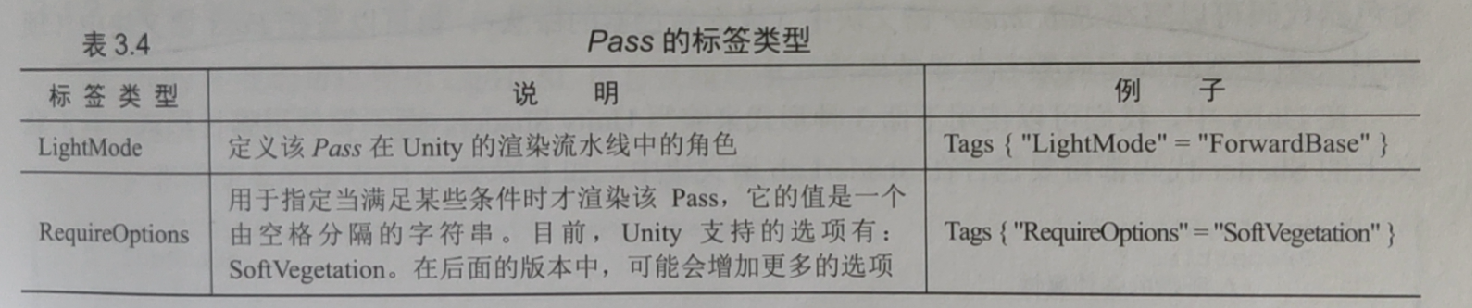 表 3.4 Pass 的标签类型
标 签 类 型 说 明 例 子
LightMode 定义该 Pass 在 Unity 的渲染流水线中的角色 Tags { "LightMode" = "ForwardBase" }
用于指定当满足某些条件时才渲染该 Pass，它的值是一个
RequireOptions 由空格分隔的字符串。目前，Unity 支持的选项有： Tags { "RequireOptions" = "SoftVegetation" }
SoftVegetation。在后面的版本中，可能会增加更多的选项